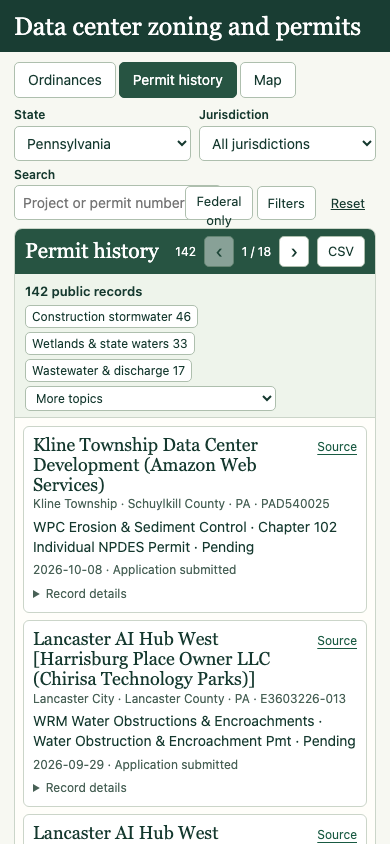 Data center zoning and permits
Ordinances
Permit history
Map
State
Jurisdiction
Pennsylvania
All jurisdictions
Search
Project or permit number
Federal
only
Filters
Reset
Permit history
142
‹
1 / 18
›
CSV
142 public records
Construction stormwater 46
Wetlands & state waters 33
Wastewater & discharge 17
More topics
Kline Township Data Center
Development (Amazon Web
Services)
Source
Kline Township · Schuylkill County · PA · PAD540025
WPC Erosion & Sediment Control · Chapter 102
Individual NPDES Permit · Pending
2026-10-08 · Application submitted
Record details
Lancaster AI Hub West
[Harrisburg Place Owner LLC
(Chirisa Technology Parks)]
Source
Lancaster City · Lancaster County · PA · E3603226-013
WRM Water Obstructions & Encroachments ·
Water Obstruction & Encroachment Pmt · Pending
2026-09-29 · Application submitted
Record details
Lancaster AI Hub West
Source